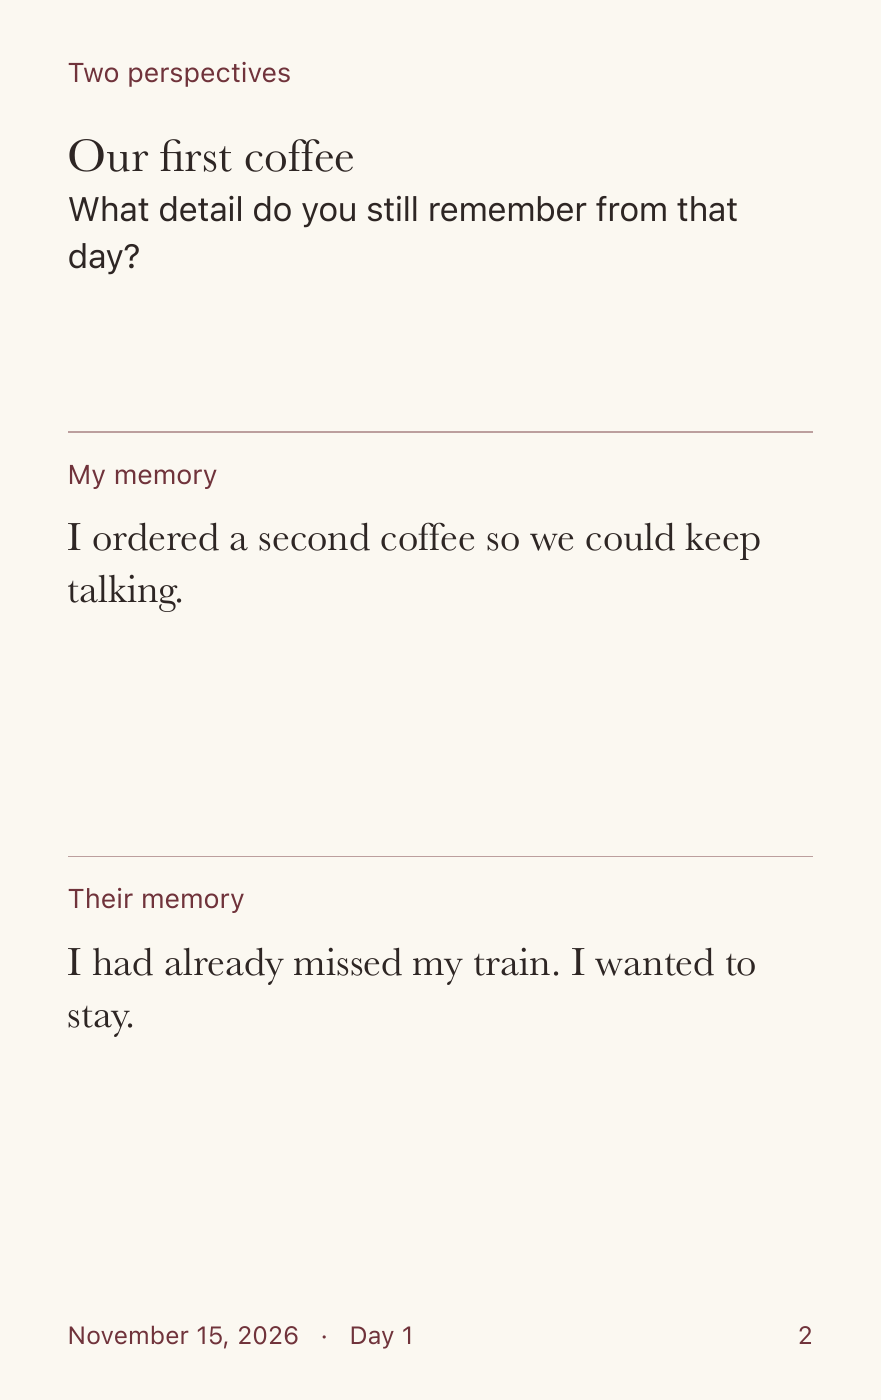 Two perspectives
Our first coffee
What detail do you still remember from that
day?
My memory
I ordered a second coffee so we could keep
talking.
Their memory
I had already missed my train. I wanted to
stay.
November 15, 2026 · Day 1 2